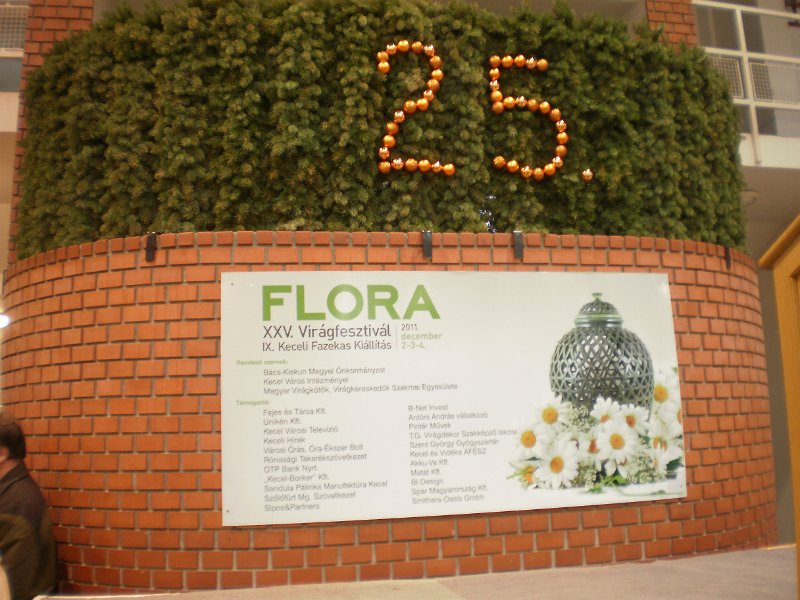 25.
FLORA
XXV. Virágfesztivál
IX. Keceli Fazekas Kiállítás
2011.
december
2-3-4.
Rendező szervek:
Bács-Kiskun Megyei Önkormányzat
Kecel Város Intézményei
Magyar Virágkötők, Virágkereskedők Szakmai Egyesülete
Támogatók:
Fejes és Társa Kft.
Unikén Kft.
Kecel Városi Televízió
Keceli Hírek
Városi Órás, Óra-Ékszer Bolt
Rónasági Takarékszövetkezet
OTP Bank Nyrt.
„Kecel-Borker" Kft.
Sendula Pálinka Manufaktúra Kecel
Szőlőfürt Mg. Szövetkezet
Sipos&Partners
B-Net Invest
Antóni András vállalkozó
Pintér Művek
T.G. Virágdekor Szakképző Iskola
Szent György Gyógyszertár
Kecel és Vidéke ÁFÉSZ
Akku-Va Kft.
Maták Kft.
BI Design
Spar Magyarország Kft.
Smithers-Oasis Gmbh